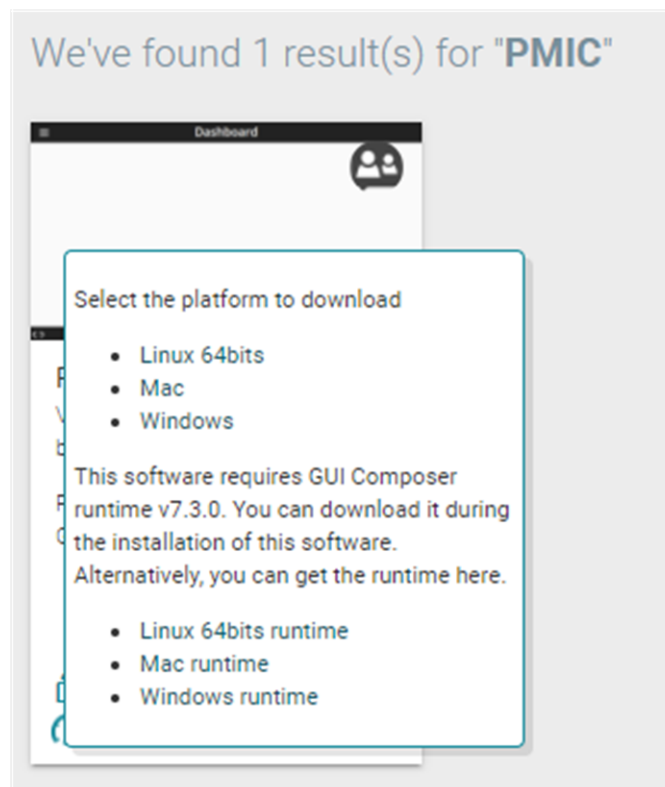 We've found 1 result(s) for "PMIC"
Dashboard
Select the platform to download
Linux 64bits
Mac
Windows
This software requires GUI Composer
runtime v7.3.0. You can download it during
the installation of this software.
Alternatively, you can get the runtime here.
Linux 64bits runtime
Mac runtime
Windows runtime